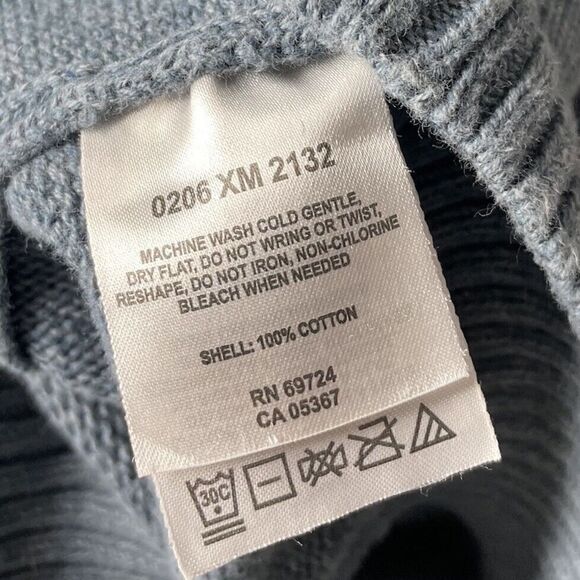 0206 XM 2132
MACHINE WASH COLD GENTLE,
DRY FLAT, DO NOT WRING OR TWIST,
RESHAPE, DO NOT IRON, NON-CHLORINE
BLEACH WHEN NEEDED
SHELL: 100% COTTON
RN 69724
CA 05367
30C